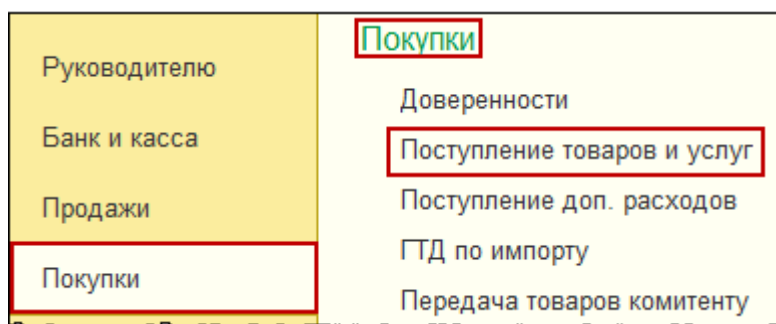 Руководителю
Банк и касса
Продажи
Покупки
Покупки
Доверенности
Поступление товаров и услуг
Поступление доп. расходов
ГТД по импорту
Передача товаров комитенту